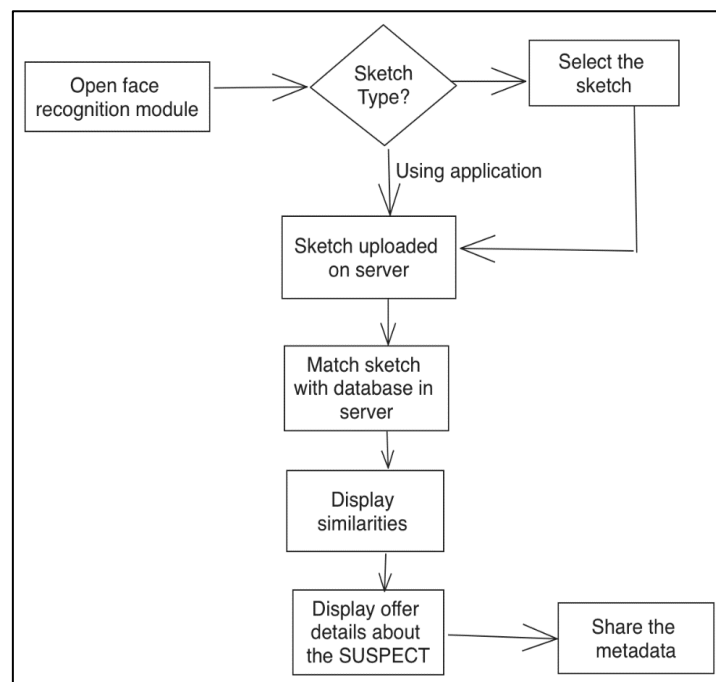 Open face
recognition module
Sketch
Type?
Select the
sketch
Using application
Sketch uploaded
on server
Match sketch
with database in
server
Display
similarities
Display offer
details about
the SUSPECT
Share the
metadata